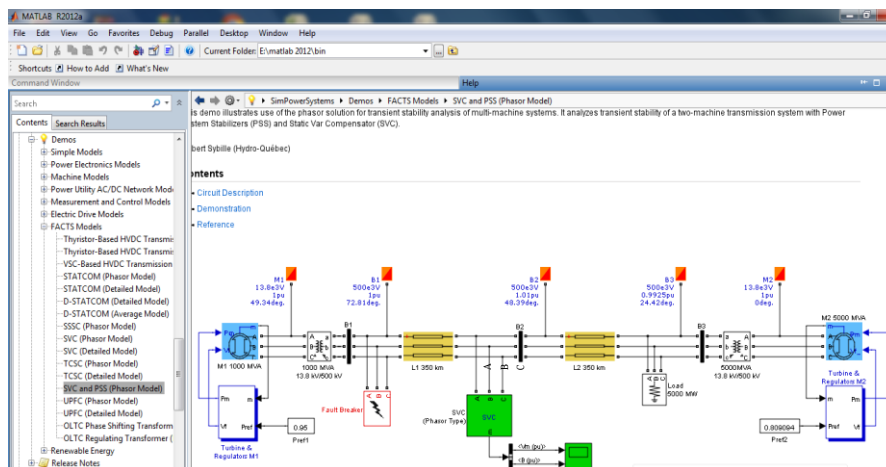 MATLAB R2012a
File Edit View Go Favorites Debug Parallel Desktop Window Help
Current Folder: E:\matlab 2012\bin
Shortcuts How to Add What's New
Command Window
Help
Search
SimPowerSystems Demos FACTS Models SVC and PSS (Phasor Model)
Contents Search Results
Demos
Simple Models
Power Electronics Models
Machine Models
Power Utility AC/DC Network Mode
Measurement and Control Models
Electric Drive Models
FACTS Models
Thyristor-Based HVDC Transmis
Thyristor-Based HVDC Transmis
VSC-Based HVDC Transmission
STATCOM (Phasor Model)
STATCOM (Detailed Model)
D-STATCOM (Detailed Model)
D-STATCOM (Average Model)
SSSC (Phasor Model)
SVC (Phasor Model)
SVC (Detailed Model)
TCSC (Phasor Model)
TCSC (Detailed Model)
SVC and PSS (Phasor Model)
UPFC (Phasor Model)
UPFC (Detailed Model)
OLTC Phase Shifting Transform
OLTC Regulating Transformer (
Renewable Energy
Release Notes
is demo illustrates use of the phasor solution for transient stability analysis of multi-machine systems. It analyzes transient stability of a two-machine transmission system with Power
stem Stabilizers (PSS) and Static Var Compensator (SVC).
bert Sybille (Hydro-Québec)
ntents
Circuit Description
Demonstration
Reference
M1
13.8e3V
1pu
49.34deg.
B1
500e3V
1pu
72.81deg.
B2
500e3V
1.01pu
48.39deg.
B3
500e3V
0.9925pu
24.42deg.
M2
13.8e3V
1pu
0deg.
M1 1000 MVA
1000 MVA
13.8 kV/500 kV
B1
L1 350 km
B2
L2 350 km
B3
5000MVA
13.8 kV/500 kV
M2 5000 MVA
A B C
Fault Breaker
SVC
(Phasor Type)
SVC
Load
5000 MW
Turbine &
Regulators M1
Pm m
Vf Pref
0.95
Pref1
Turbine &
Regulators M2
0.809094
Pref2
<Vm (pu)>
<B (pu)>